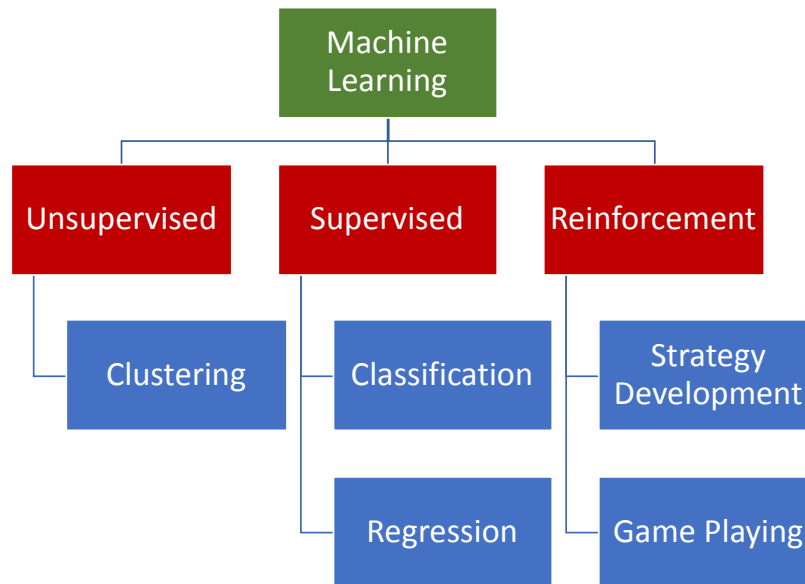 Machine
Learning
Unsupervised
Supervised
Reinforcement
Clustering
Classification
Strategy
Development
Regression
Game Playing